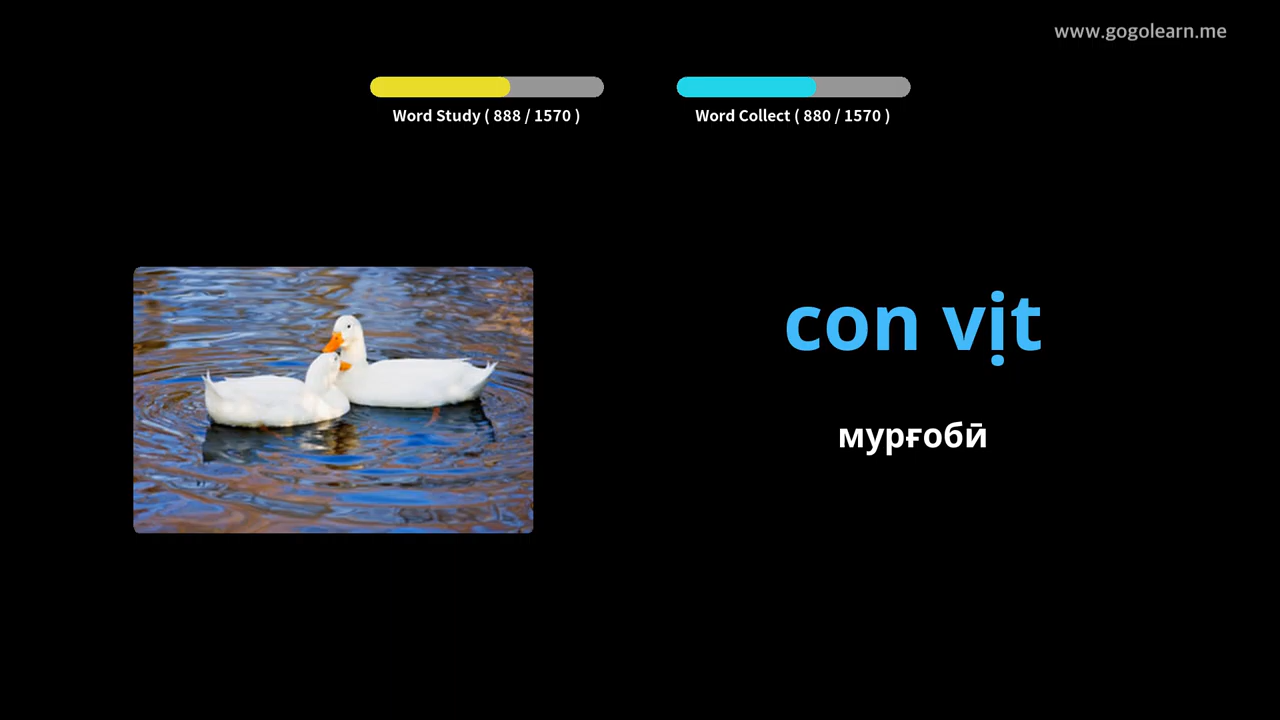 www.gogolearn.me
Word Study ( 888 / 1570 )
Word Collect ( 880 / 1570 )
con vịt
мурғобӣ